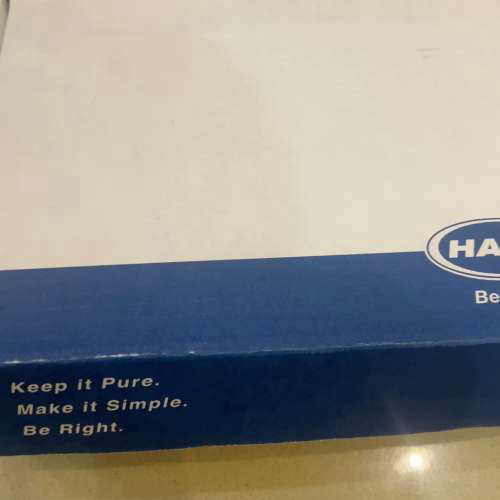 HA
Be
Keep it Pure.
Make it Simple.
Be Right.